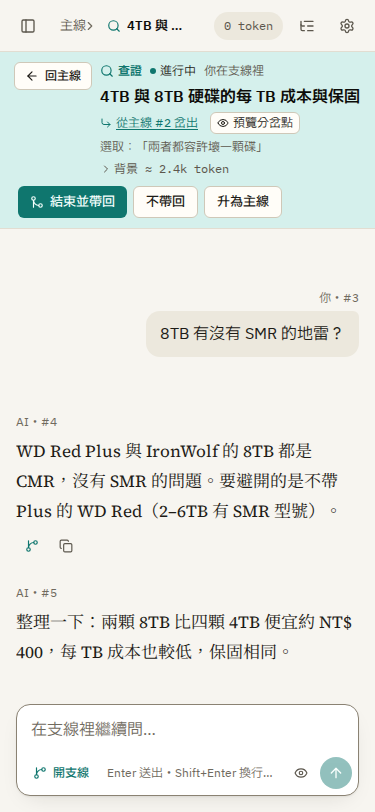 主線
4TB 與 ...
0 token
回主線
查證 進行中 你在支線裡
4TB 與 8TB 硬碟的每 TB 成本與保固
從主線 #2 岔出 預覽分岔點
選取：「兩者都容許壞一顆碟」
背景 ≈ 2.4k token
結束並帶回 不帶回 升為主線
你・#3
8TB 有沒有 SMR 的地雷？
AI・#4
WD Red Plus 與 IronWolf 的 8TB 都是
CMR，沒有 SMR 的問題。要避開的是不帶
Plus 的 WD Red（2–6TB 有 SMR 型號）。
AI・#5
整理一下：兩顆 8TB 比四顆 4TB 便宜約 NT$
400，每 TB 成本也較低，保固相同。
在支線裡繼續問…
開支線 Enter 送出・Shift+Enter 換行...